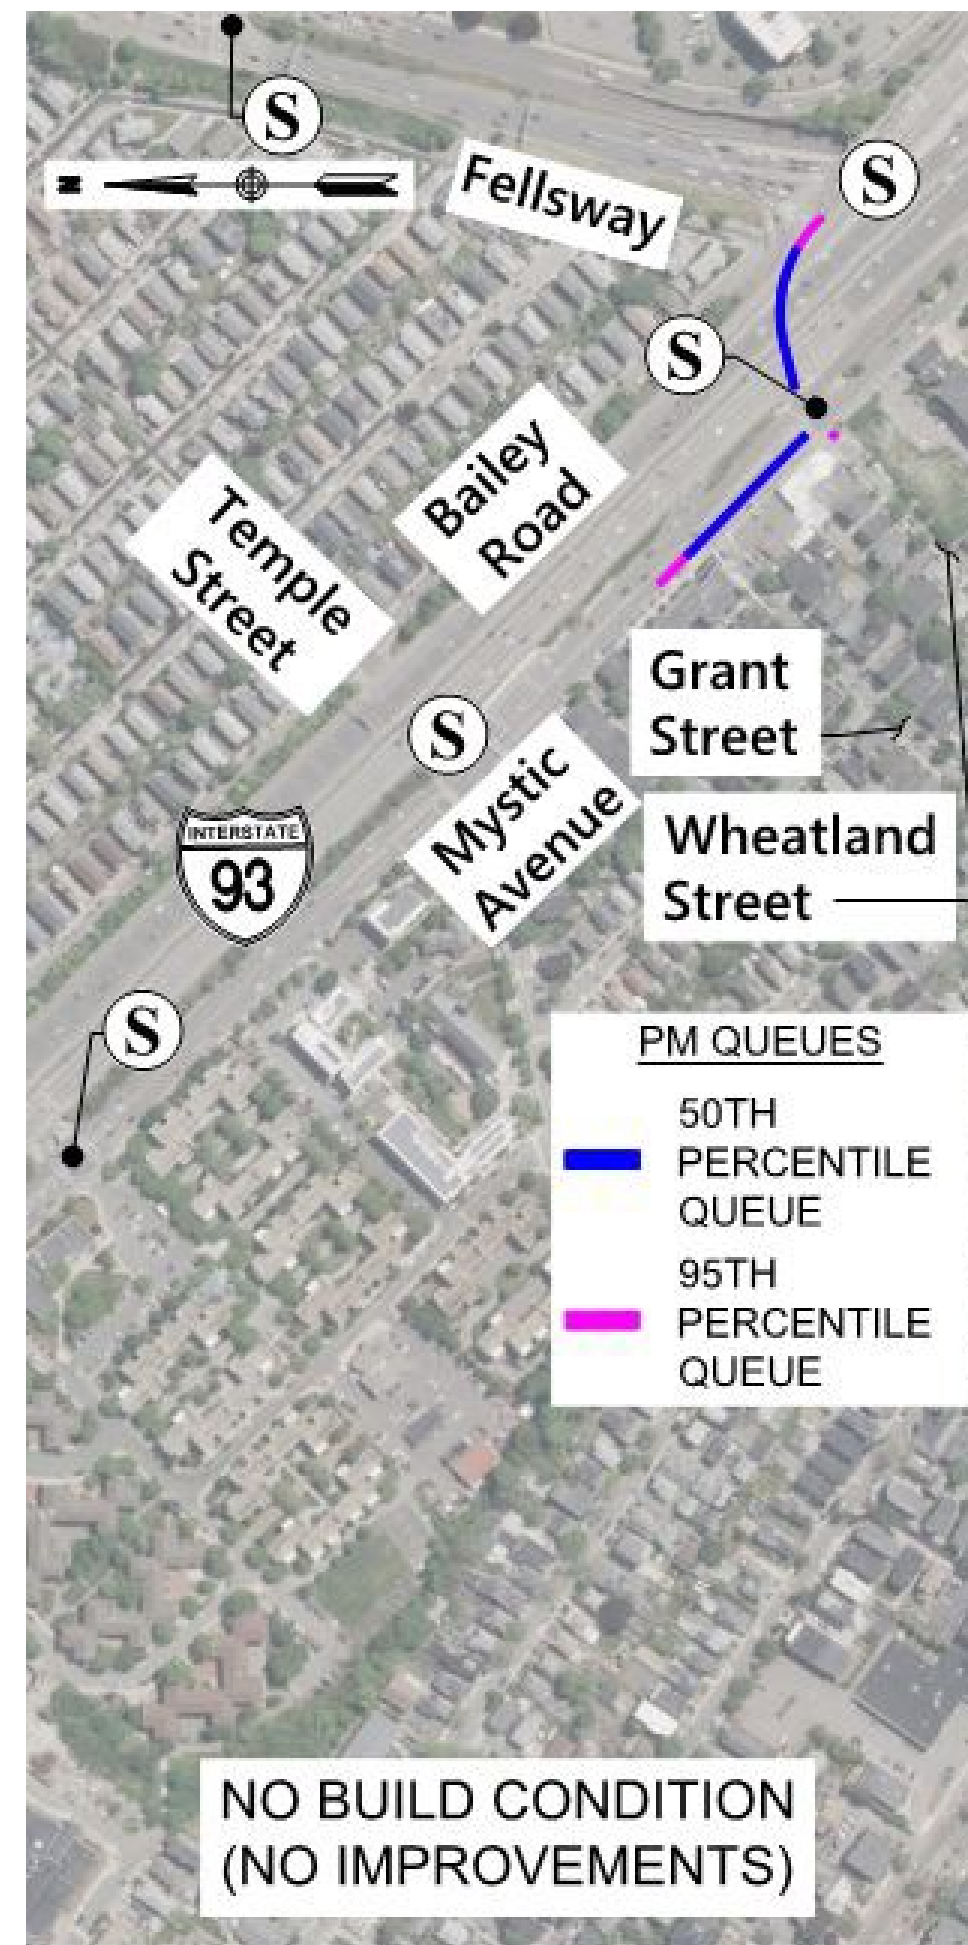 S
S
N
Fellsway
S
Bailey
Road
Temple
Street
Grant
Street
S
Mystic
Avenue
INTERSTATE
93
Wheatland
Street
S
PM QUEUES
50TH
PERCENTILE
QUEUE
95TH
PERCENTILE
QUEUE
NO BUILD CONDITION
(NO IMPROVEMENTS)